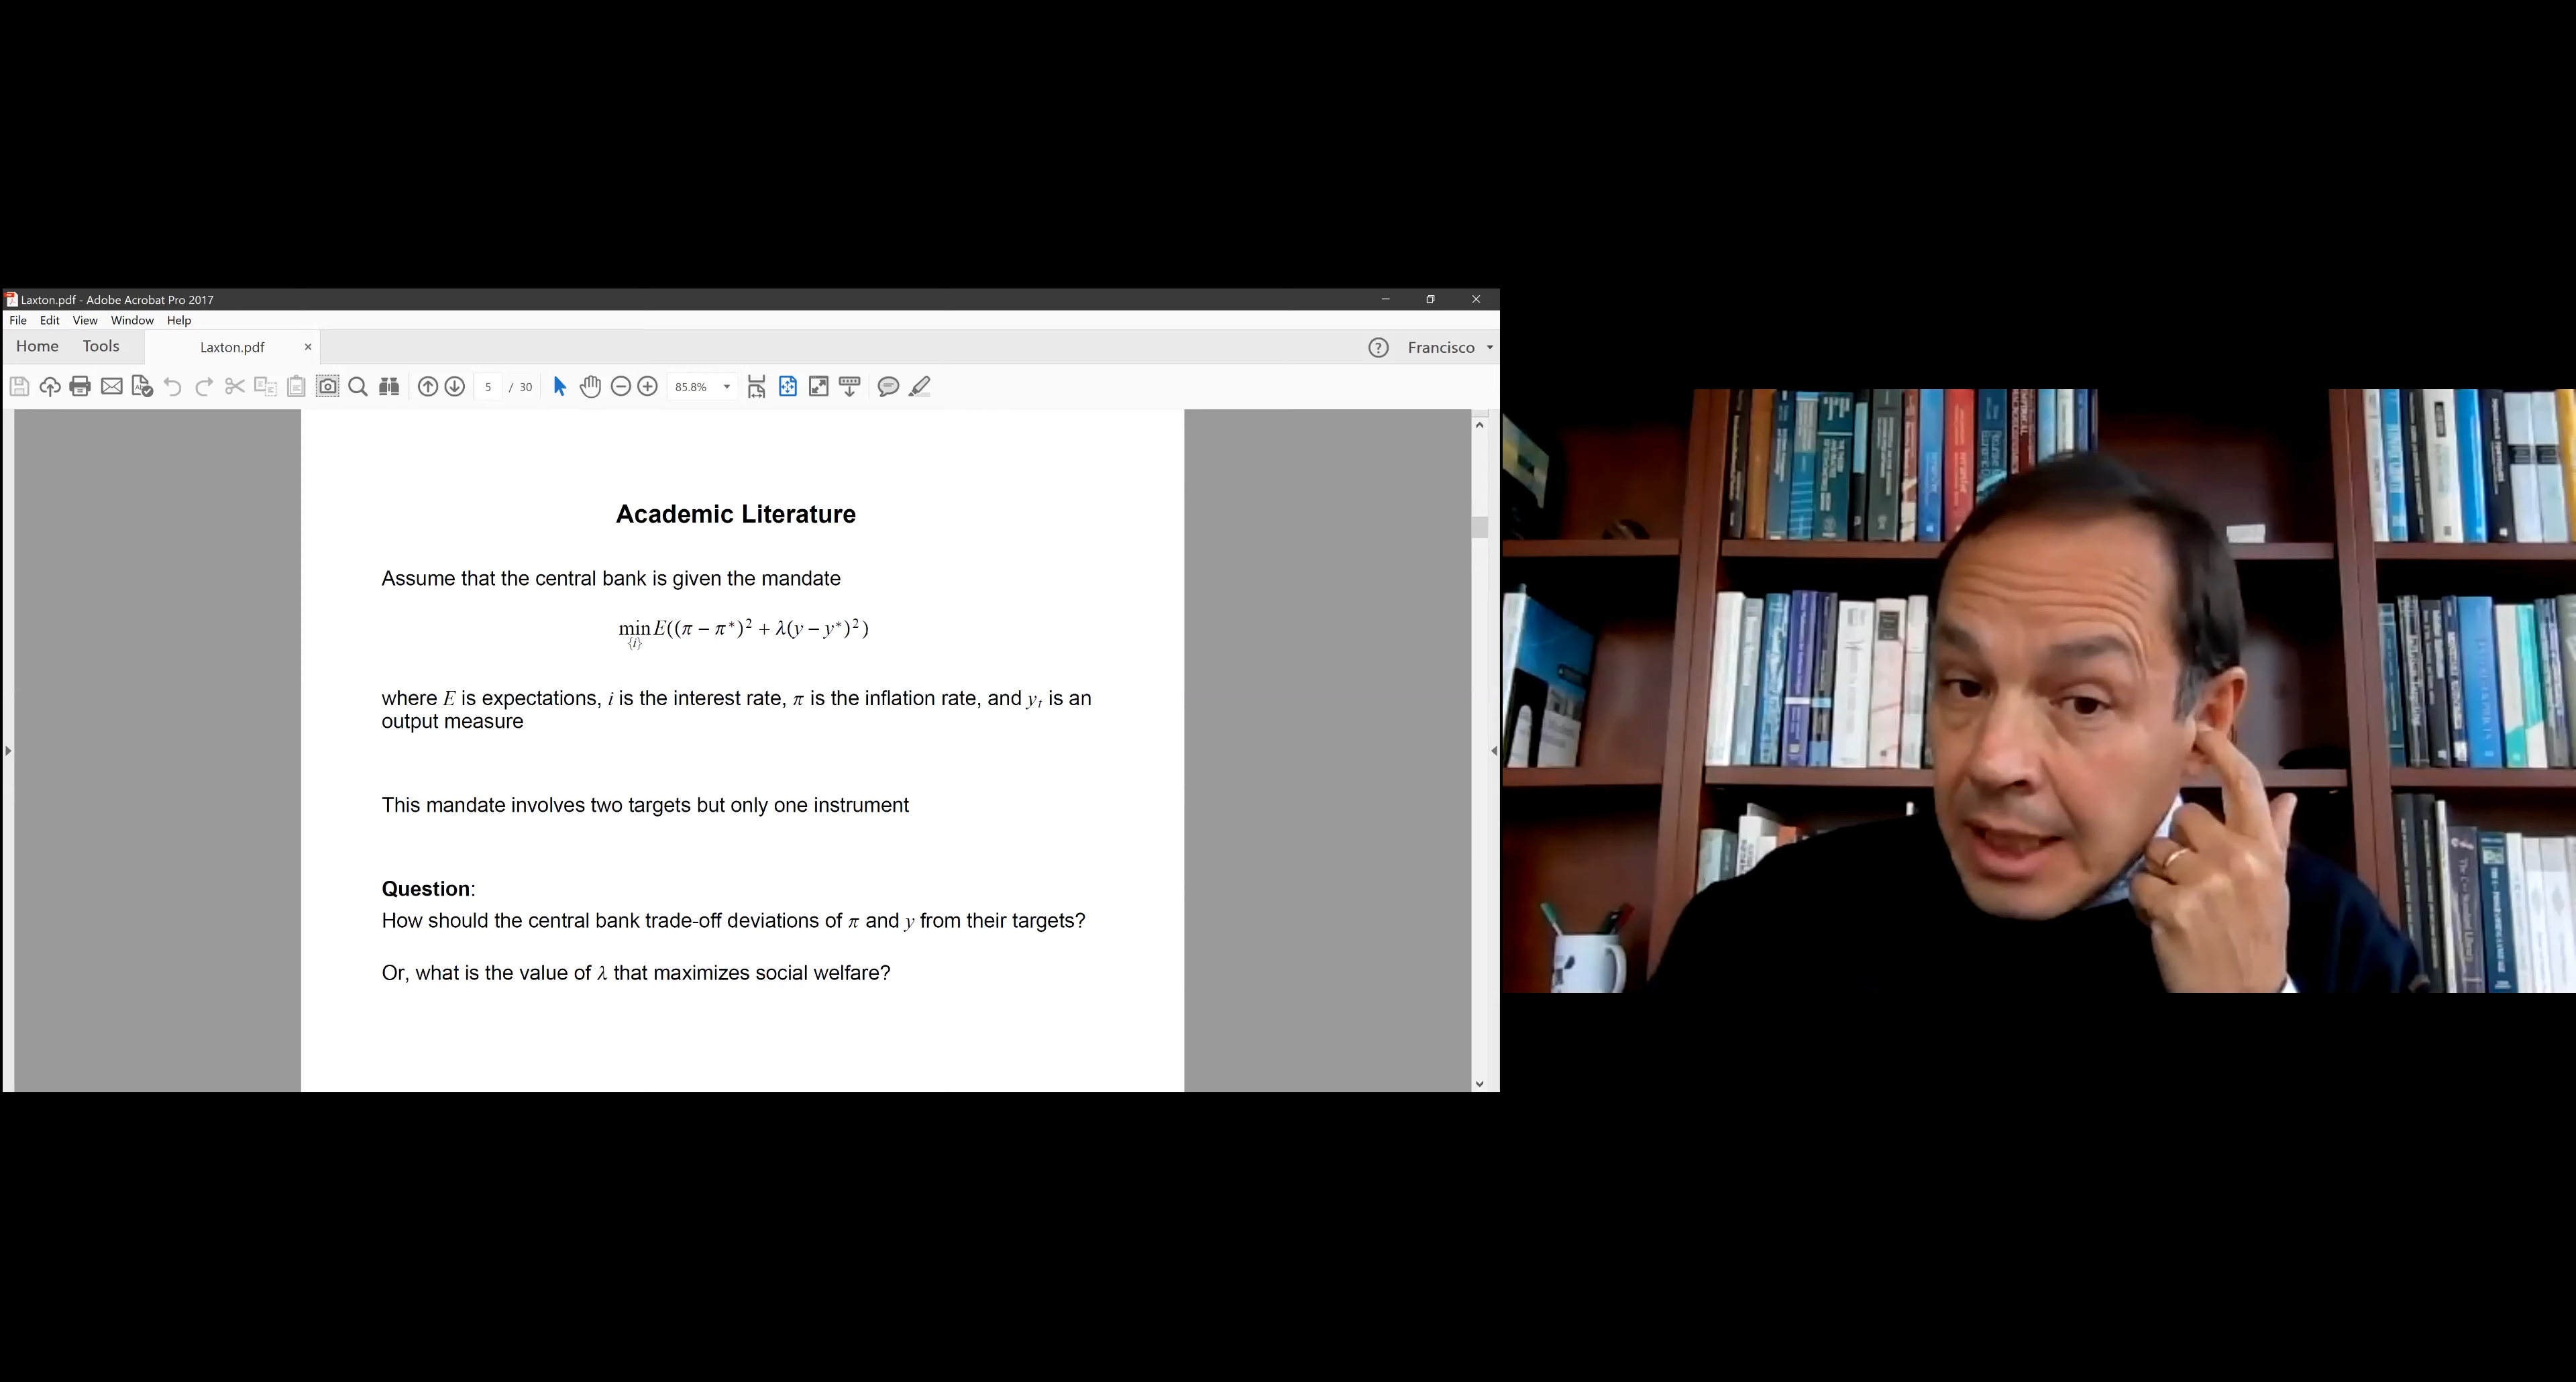 Laxton.pdf - Adobe Acrobat Pro 2017
File Edit View Window Help
Home Tools Laxton.pdf × ? Francisco
5 / 30 85.8%
Academic Literature
Assume that the central bank is given the mandate
min E((π − π*)² + λ(y − y*)²)
{i}
where E is expectations, i is the interest rate, π is the inflation rate, and yₜ is an
output measure
This mandate involves two targets but only one instrument
Question:
How should the central bank trade-off deviations of π and y from their targets?
Or, what is the value of λ that maximizes social welfare?